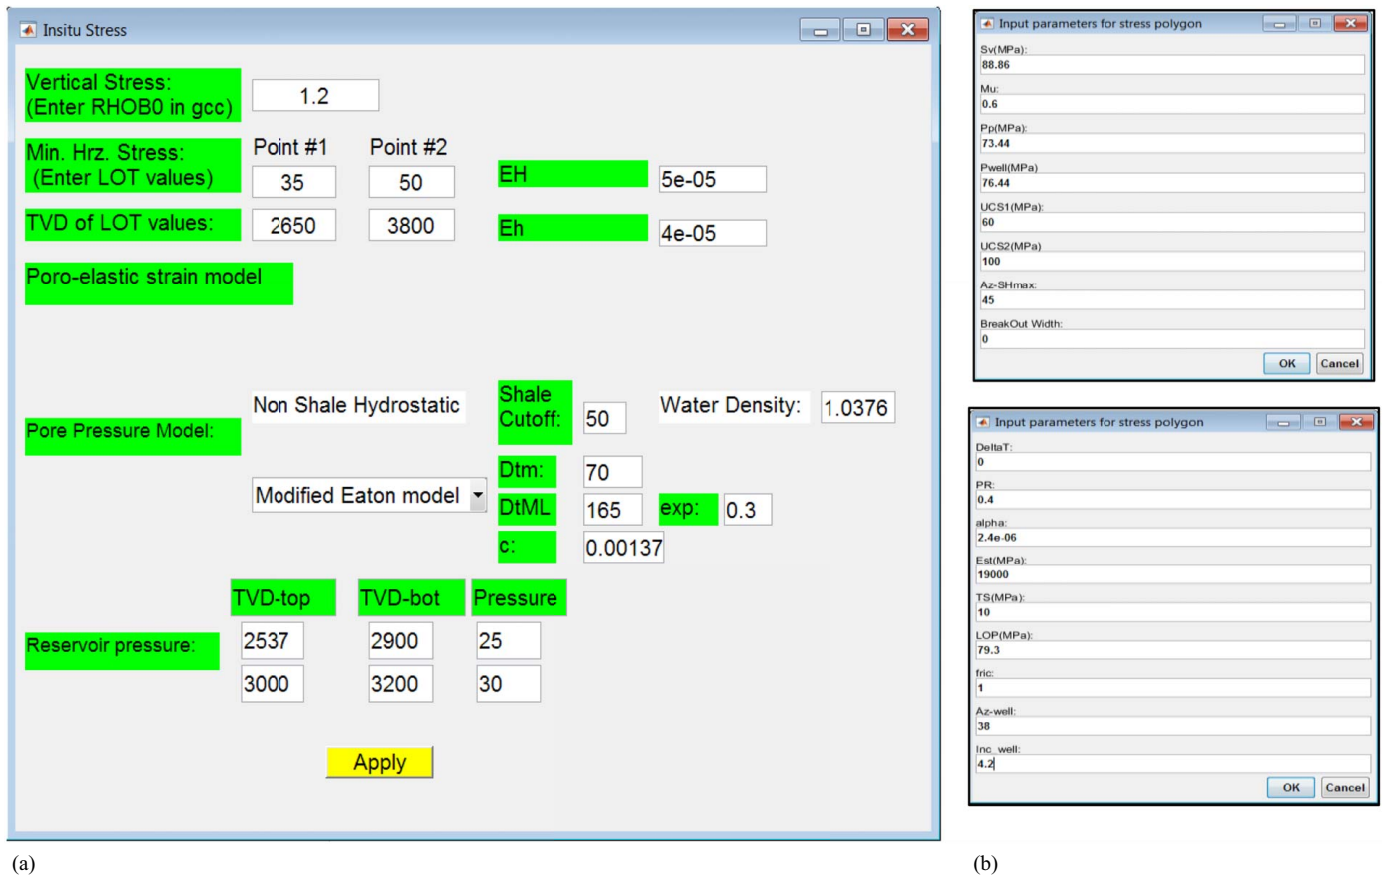 Insitu Stress
Vertical Stress:
(Enter RHOB0 in gcc)
1.2
Point #1 Point #2
Min. Hrz. Stress:
(Enter LOT values)
35 50
EH 5e-05
TVD of LOT values: 2650 3800
Eh 4e-05
Poro-elastic strain model
Pore Pressure Model:
Non Shale Hydrostatic
Shale
Cutoff:
50
Water Density: 1.0376
Modified Eaton model
Dtm: 70
DtML 165 exp: 0.3
c: 0.00137
TVD-top TVD-bot Pressure
Reservoir pressure:
2537 2900 25
3000 3200 30
Apply
(a)
Input parameters for stress polygon
Sv(MPa):
88.86
Mu:
0.6
Pp(MPa):
73.44
Pwell(MPa)
76.44
UCS1(MPa):
60
UCS2(MPa)
100
Az-SHmax:
45
BreakOut Width:
0
OK Cancel
Input parameters for stress polygon
DeltaT:
0
PR:
0.4
alpha:
2.4e-06
Est(MPa):
19000
TS(MPa):
10
LOP(MPa):
79.3
fric:
1
Az-well:
38
Inc_well:
4.2
OK Cancel
(b)